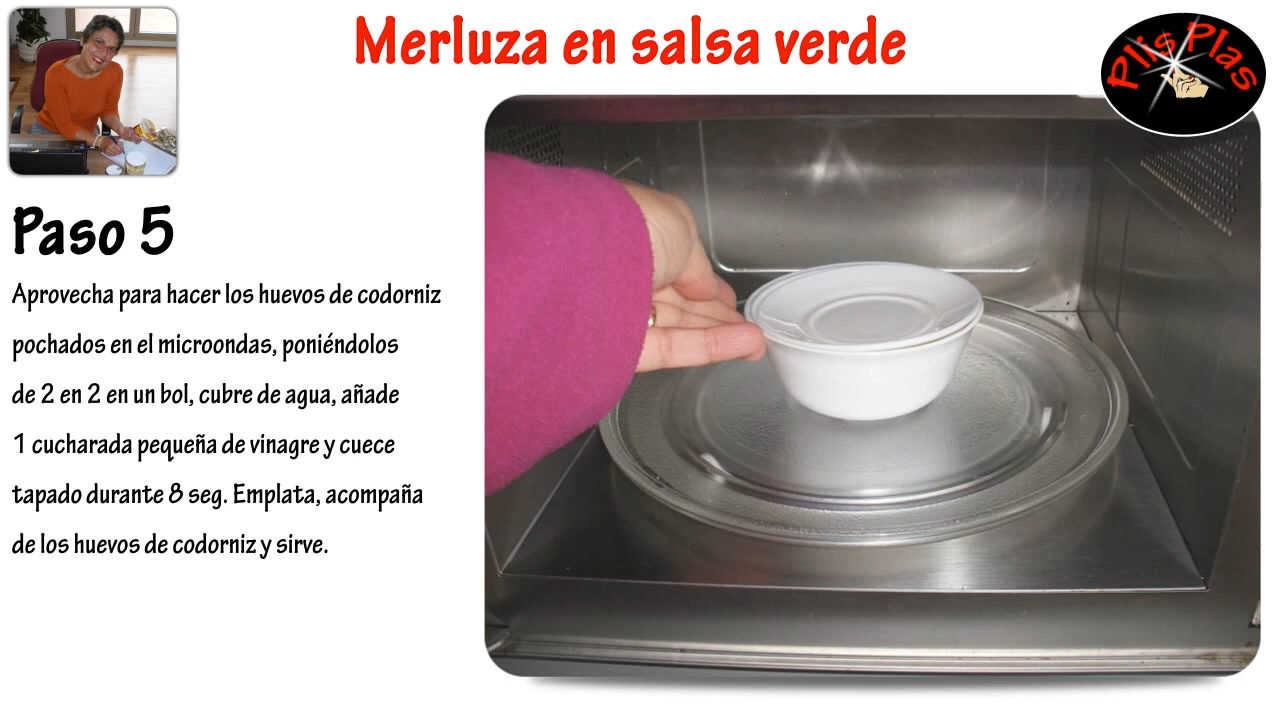 Merluza en salsa verde
Plis Plas
Paso 5
Aprovecha para hacer los huevos de codorniz
pochados en el microondas, poniéndolos
de 2 en 2 en un bol, cubre de agua, añade
1 cucharada pequeña de vinagre y cuece
tapado durante 8 seg. Emplata, acompaña
de los huevos de codorniz y sirve.